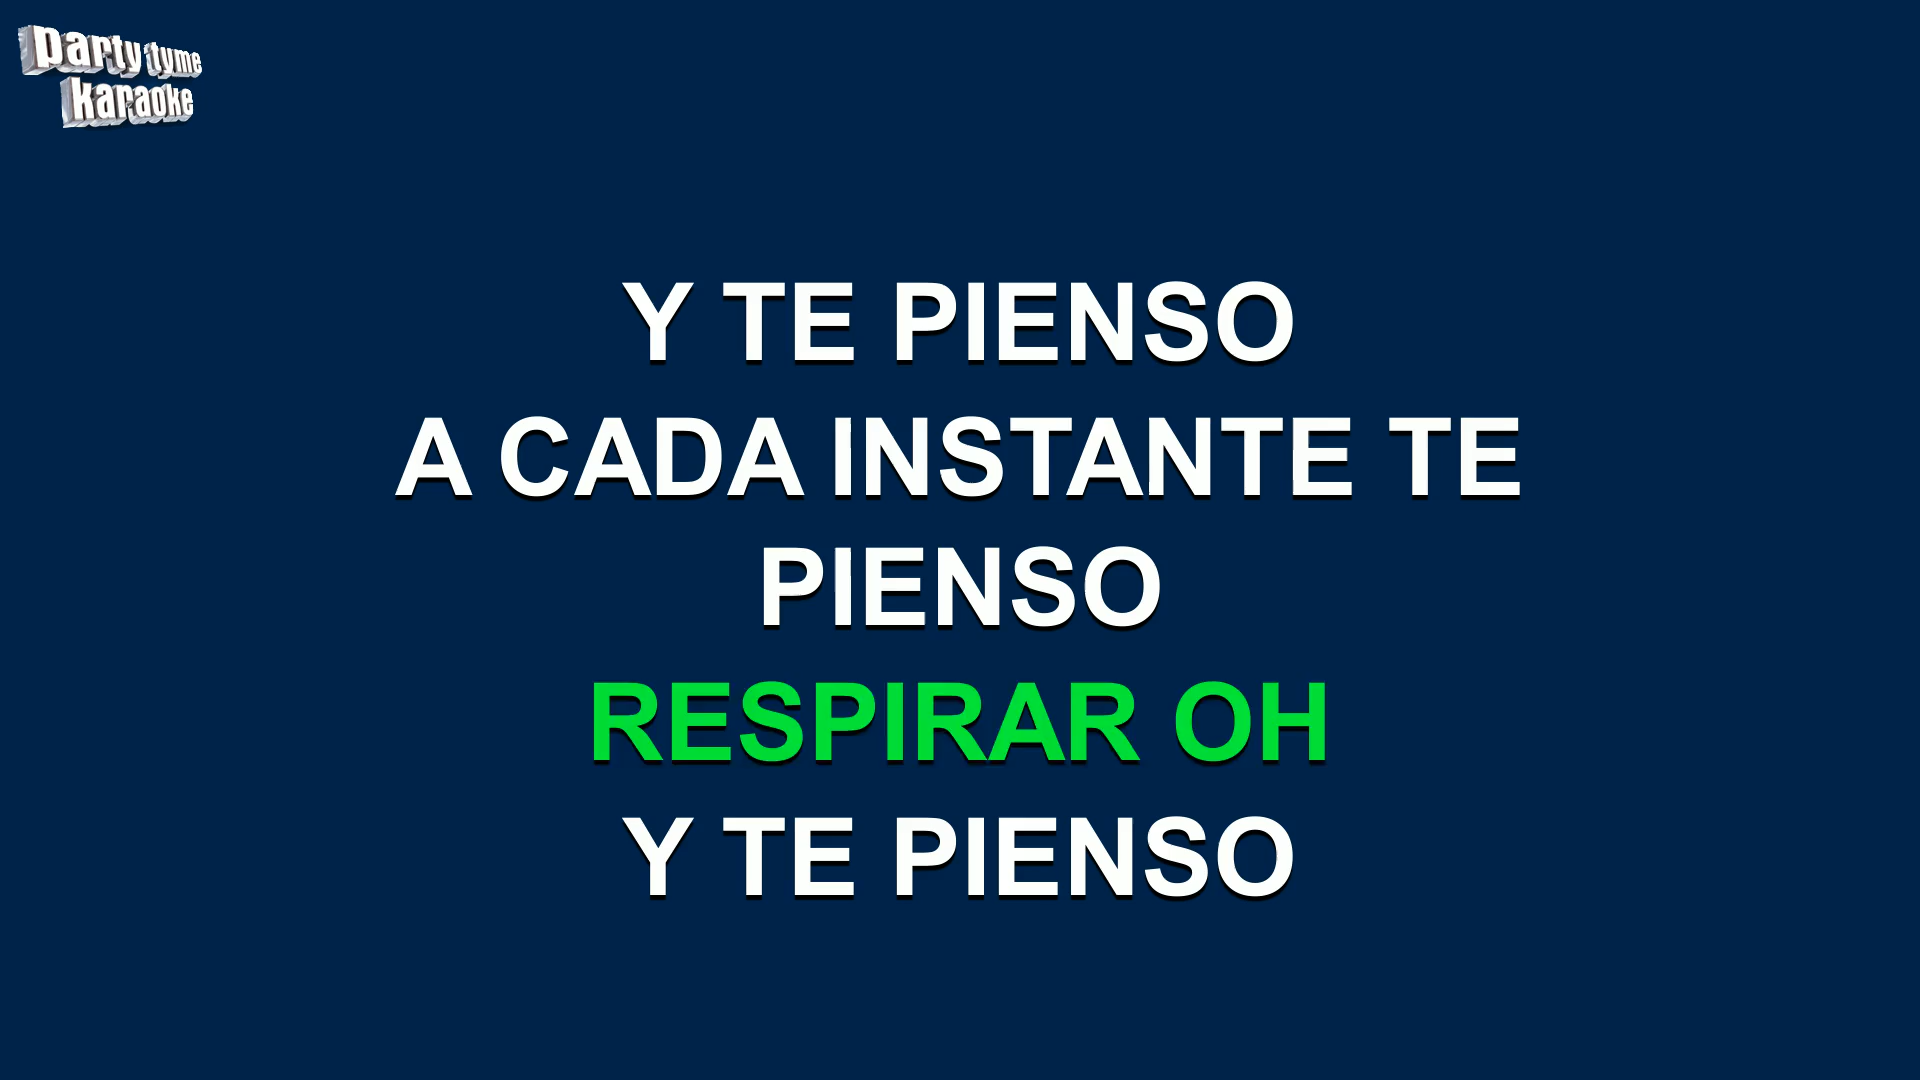 party tyme
karaoke
Y TE PIENSO
A CADA INSTANTE TE
PIENSO
RESPIRAR OH
Y TE PIENSO